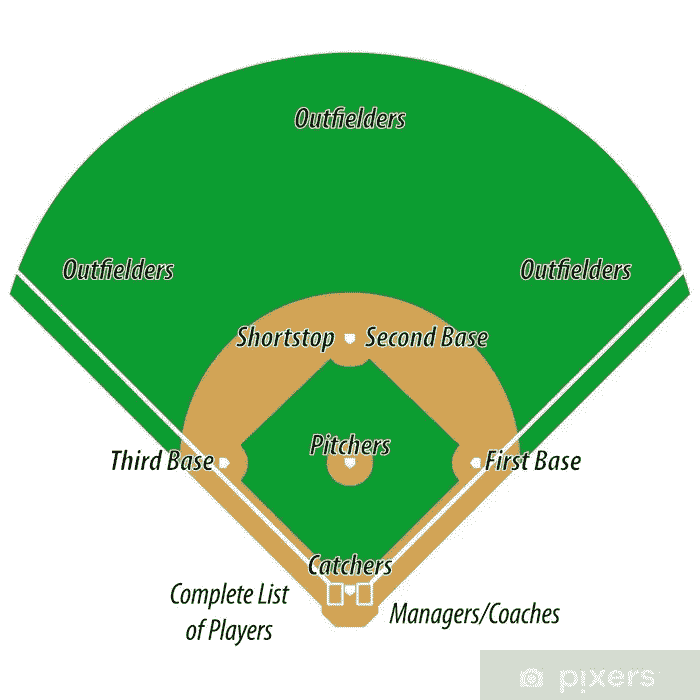 Outfielders
Outfielders
Outfielders
Shortstop
Second Base
Pitchers
Third Base
First Base
Catchers
Complete List
of Players
Managers/Coaches
pixers